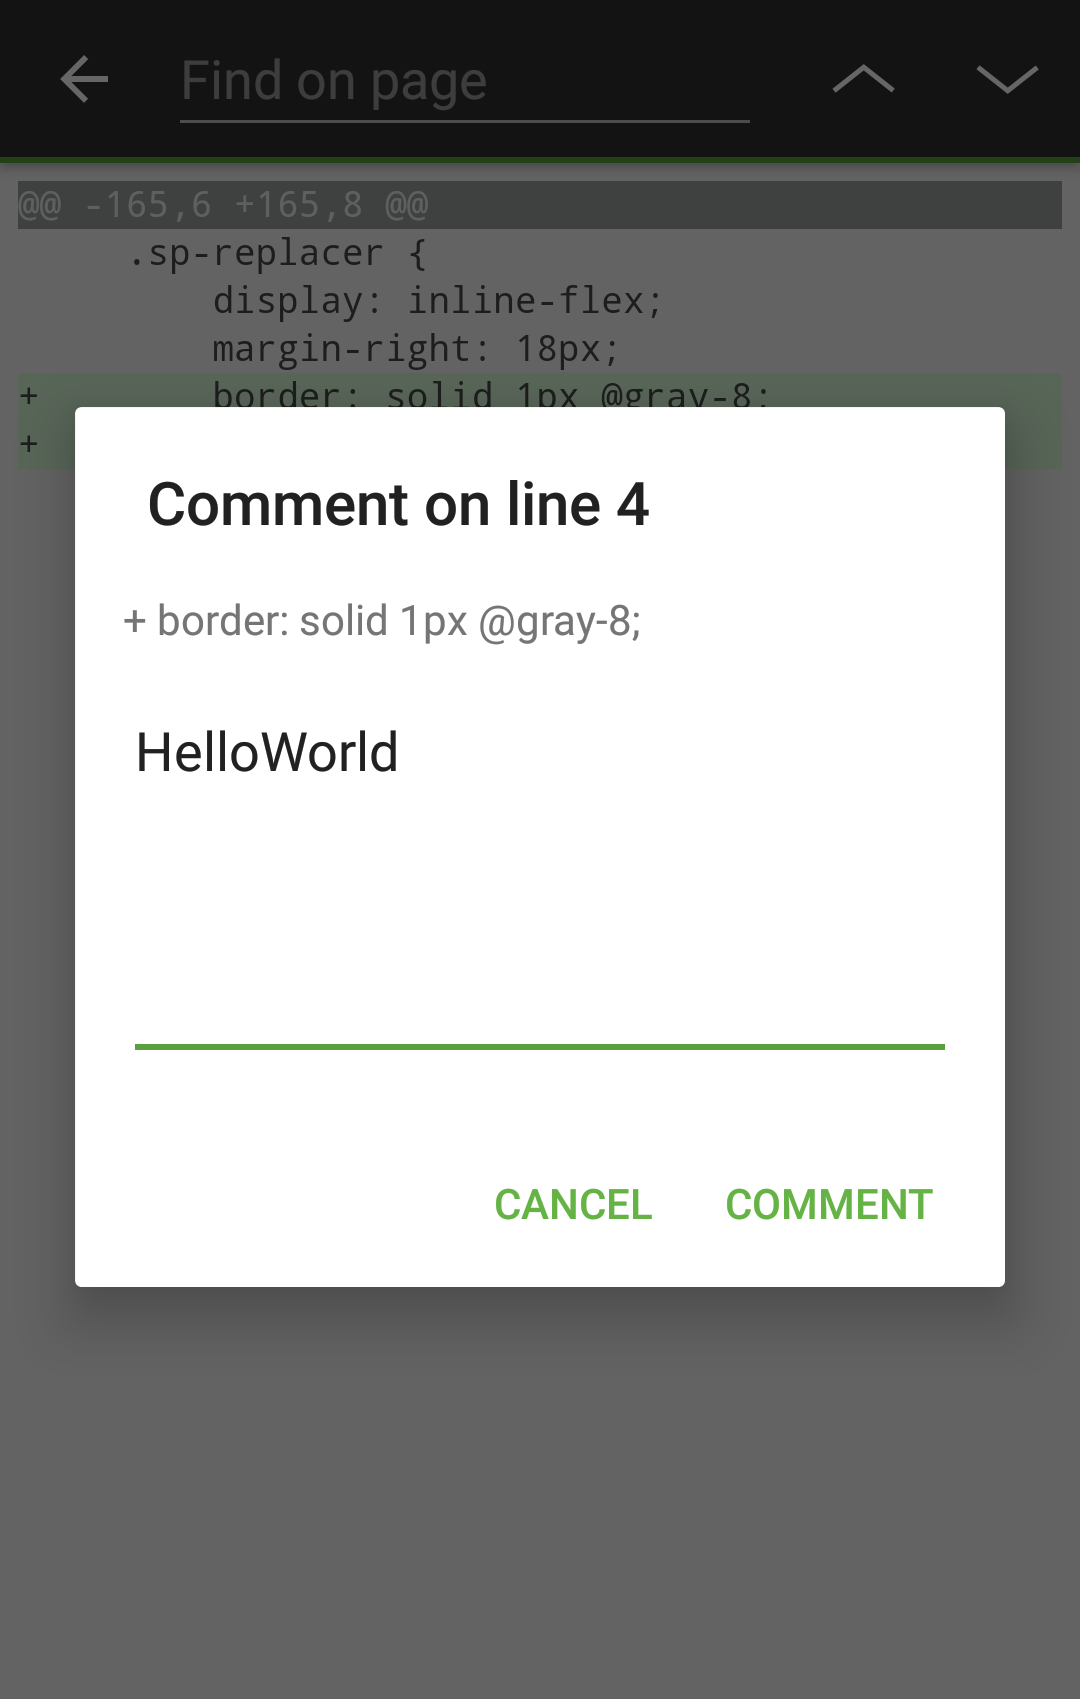 Find on page
@@ -165,6 +165,8 @@
.sp-replacer {
display: inline-flex;
margin-right: 18px;
+ border: solid 1px @gray-8;
+
Comment on line 4
+ border: solid 1px @gray-8;
HelloWorld
CANCEL COMMENT